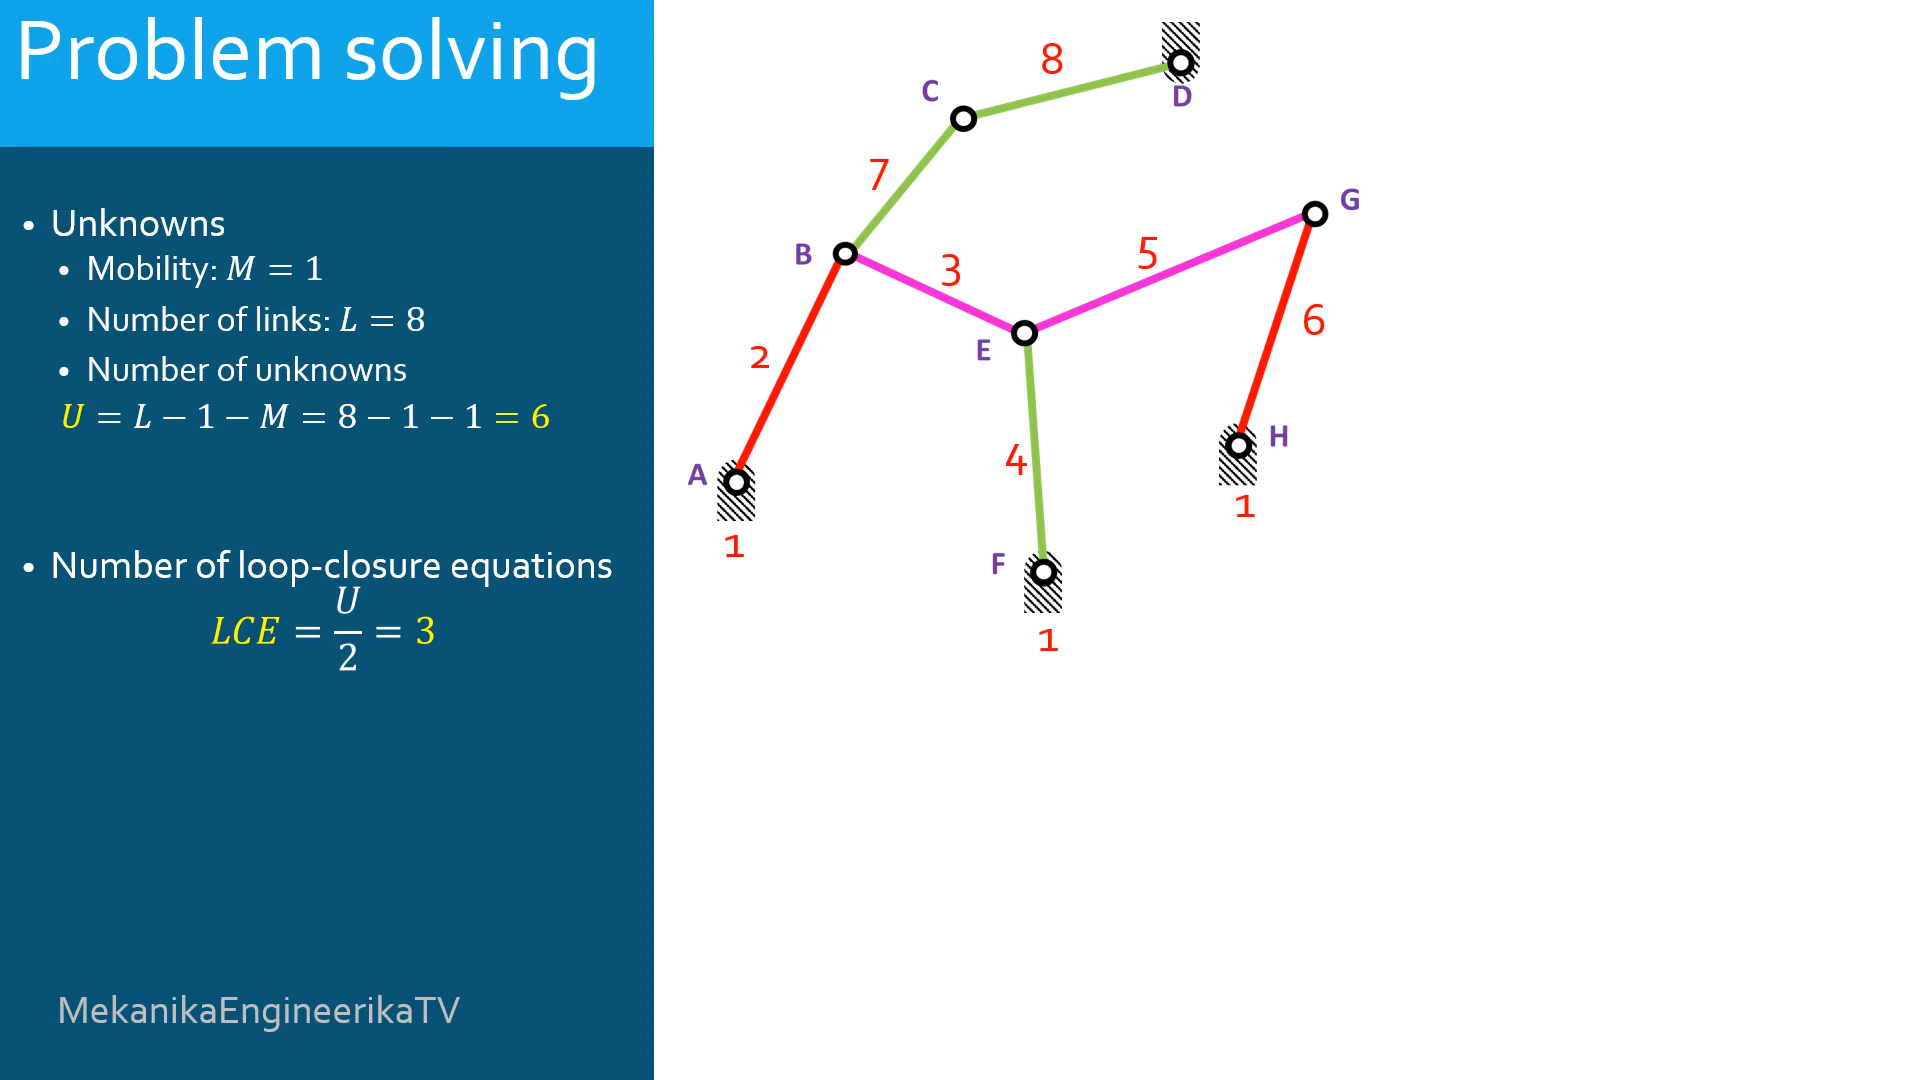 Problem solving
• Unknowns
• Mobility: M = 1
• Number of links: L = 8
• Number of unknowns
U = L − 1 − M = 8 − 1 − 1 = 6
• Number of loop-closure equations
LCE = U/2 = 3
MekanikaEngineerikaTV
8
D
C
7
G
B
3
5
E
6
2
4
H
A
1
1
F
1